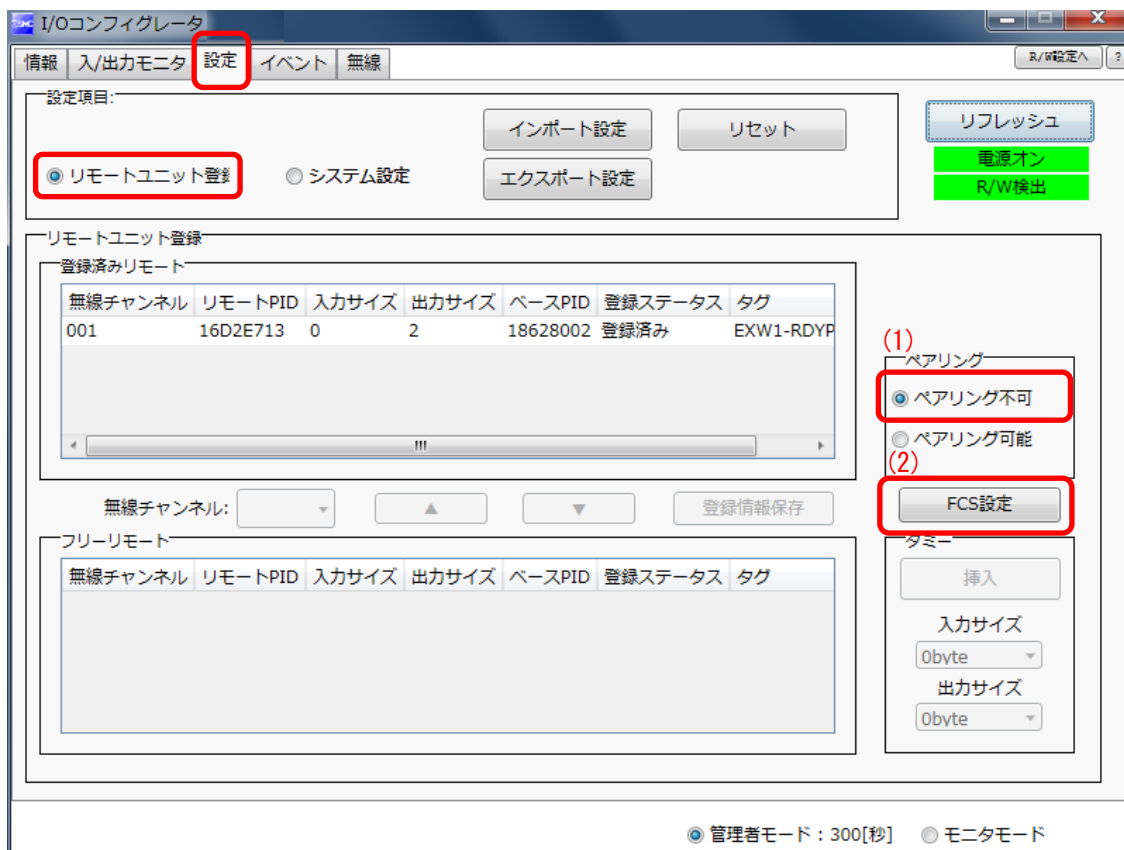 I/Oコンフィグレータ
情報 入/出力モニタ 設定 イベント 無線
R/W設定へ ?
設定項目:
インポート設定 リセット リフレッシュ
電源オン
リモートユニット登録 システム設定 エクスポート設定
R/W検出
リモートユニット登録
登録済みリモート
無線チャンネル リモートPID 入力サイズ 出力サイズ ベースPID 登録ステータス タグ
001 16D2E713 0 2 18628002 登録済み EXW1-RDYP
(1)
ペアリング
ペアリング不可
ペアリング可能
(2)
無線チャンネル: ▲ ▼ 登録情報保存 FCS設定
フリーリモート
無線チャンネル リモートPID 入力サイズ 出力サイズ ベースPID 登録ステータス タグ
ダミー
挿入
入力サイズ
0byte
出力サイズ
0byte
管理者モード：300[秒] モニタモード